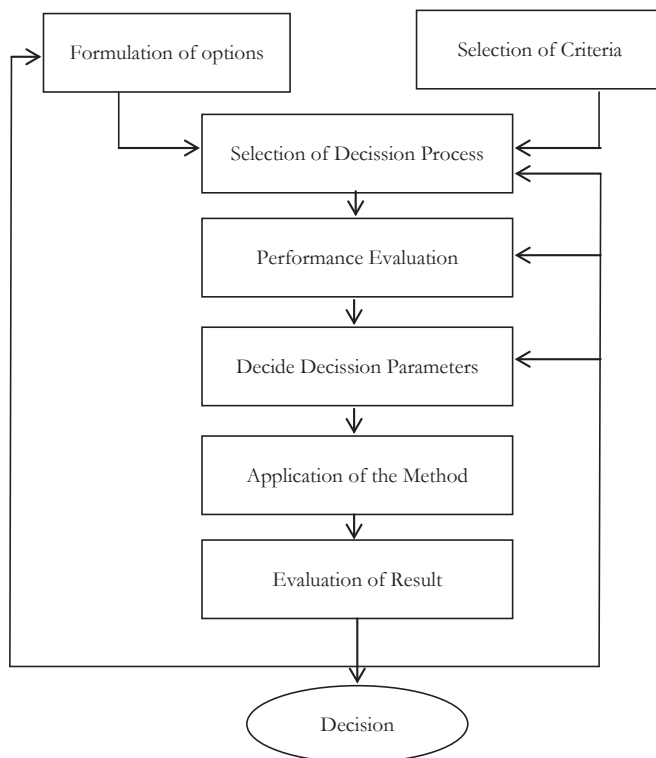 Formulation of options
Selection of Criteria
Selection of Decission Process
Performance Evaluation
Decide Decission Parameters
Application of the Method
Evaluation of Result
Decision